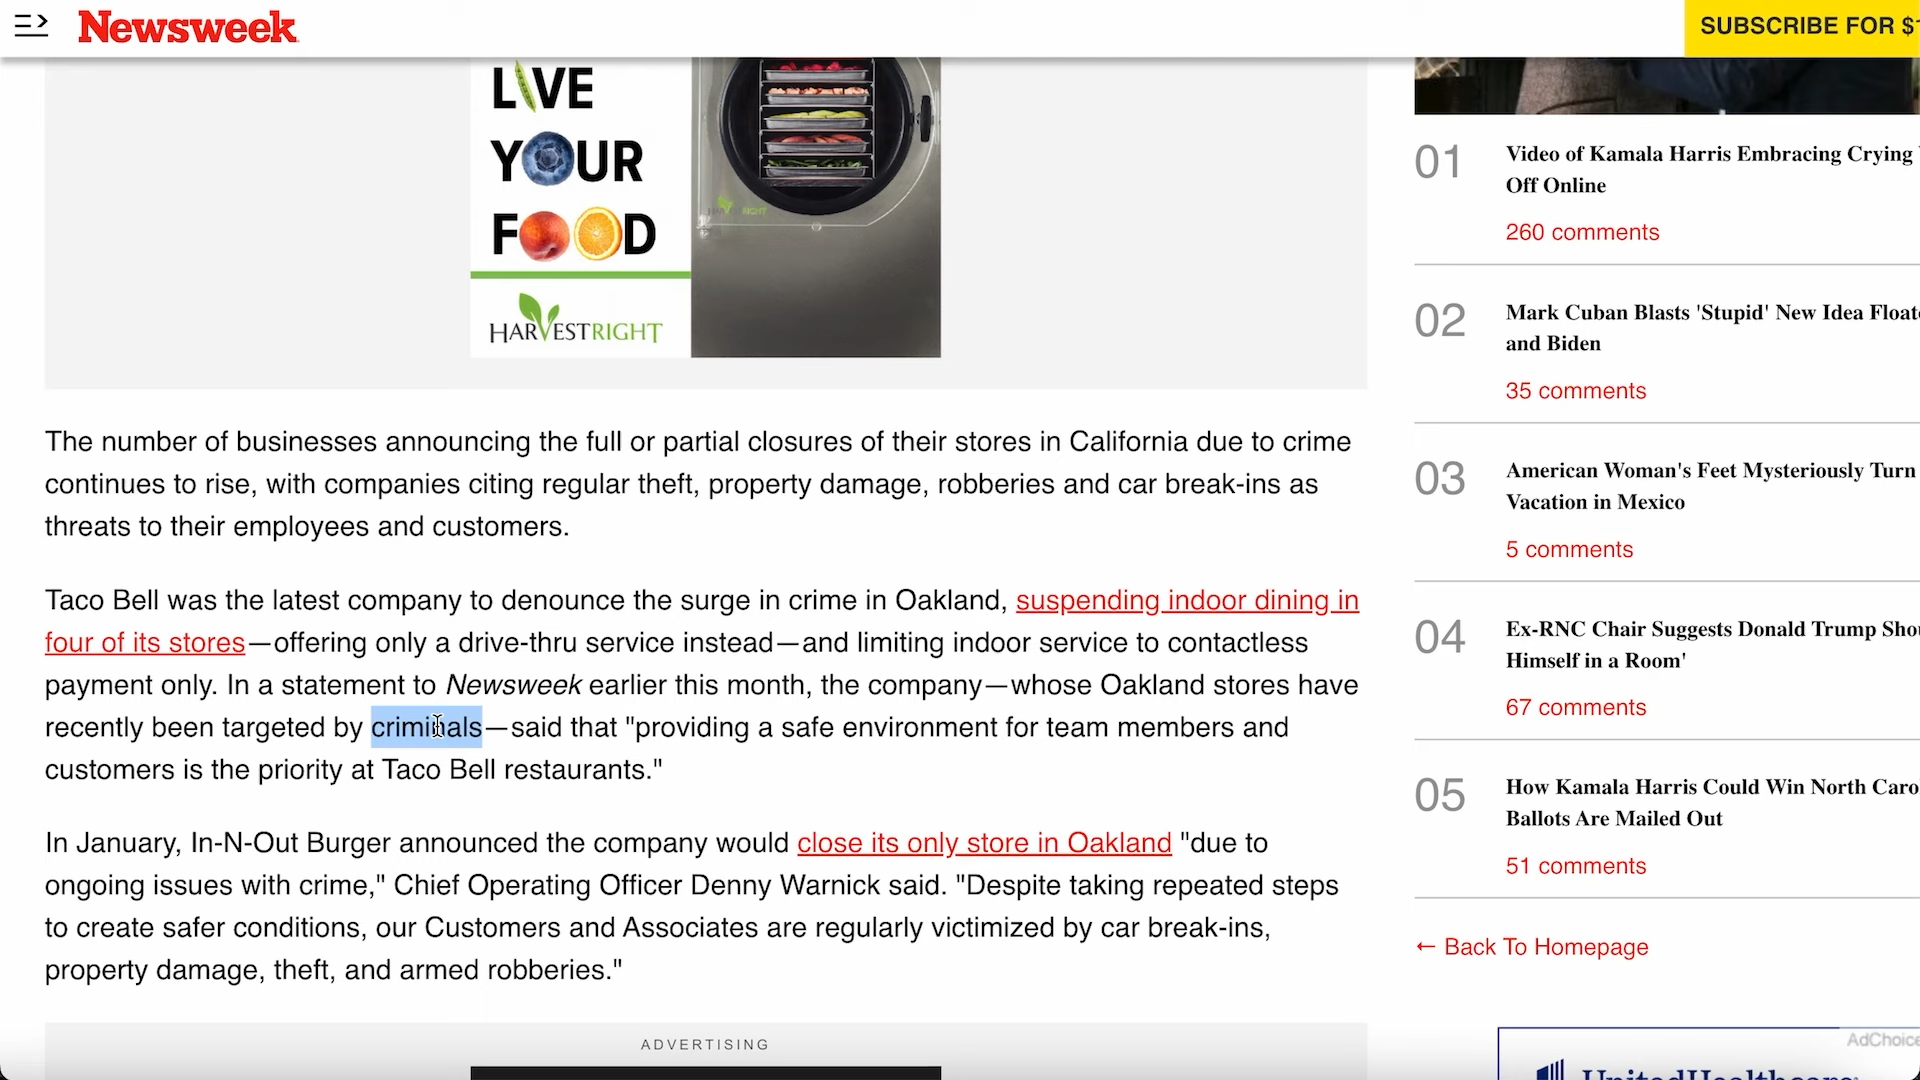 Newsweek
SUBSCRIBE FOR $
LIVE
YOUR
FOOD
HARVESTRIGHT
The number of businesses announcing the full or partial closures of their stores in California due to crime
continues to rise, with companies citing regular theft, property damage, robberies and car break-ins as
threats to their employees and customers.
Taco Bell was the latest company to denounce the surge in crime in Oakland, suspending indoor dining in
four of its stores—offering only a drive-thru service instead—and limiting indoor service to contactless
payment only. In a statement to Newsweek earlier this month, the company—whose Oakland stores have
recently been targeted by criminals—said that "providing a safe environment for team members and
customers is the priority at Taco Bell restaurants."
In January, In-N-Out Burger announced the company would close its only store in Oakland "due to
ongoing issues with crime," Chief Operating Officer Denny Warnick said. "Despite taking repeated steps
to create safer conditions, our Customers and Associates are regularly victimized by car break-ins,
property damage, theft, and armed robberies."
ADVERTISING
01
Video of Kamala Harris Embracing Crying
Off Online
260 comments
02
Mark Cuban Blasts 'Stupid' New Idea Float
and Biden
35 comments
03
American Woman's Feet Mysteriously Turn
Vacation in Mexico
5 comments
04
Ex-RNC Chair Suggests Donald Trump Sho
Himself in a Room'
67 comments
05
How Kamala Harris Could Win North Caro
Ballots Are Mailed Out
51 comments
← Back To Homepage
AdChoice
UnitedHealthcare